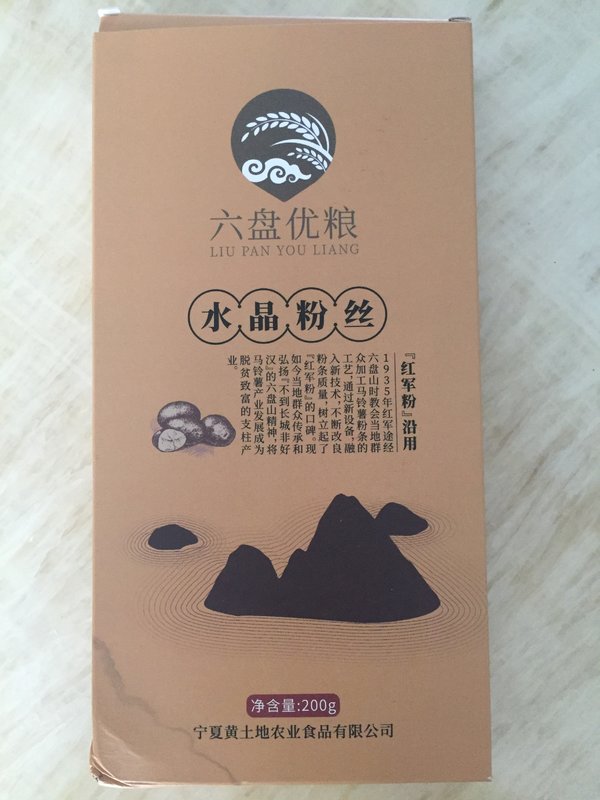 六盘优粮
LIU PAN YOU LIANG
水晶粉丝
『红军粉』沿用
1935年红军途经
六盘山时教会当地群
众加工马铃薯粉条的
工艺,通过新设备,融
入新技术,不断改良
粉条质量,树立起了
『红军粉』的口碑。现
如今当地群众传承和
弘扬『不到长城非好
汉』的六盘山精神,将
马铃薯产业发展成为
脱贫致富的支柱产
业。
净含量:200g
宁夏黄土地农业食品有限公司